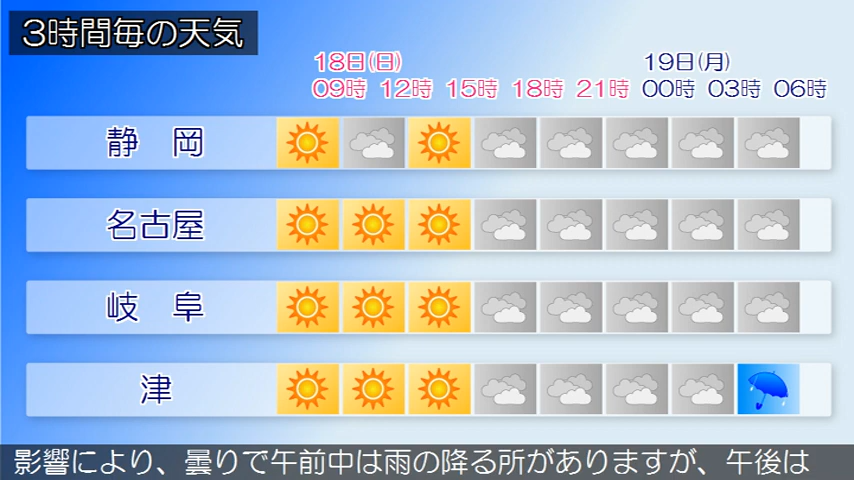 3時間毎の天気
18日(日) 19日(月)
09時 12時 15時 18時 21時 00時 03時 06時
静 岡
名古屋
岐 阜
津
影響により、曇りで午前中は雨の降る所がありますが、午後は